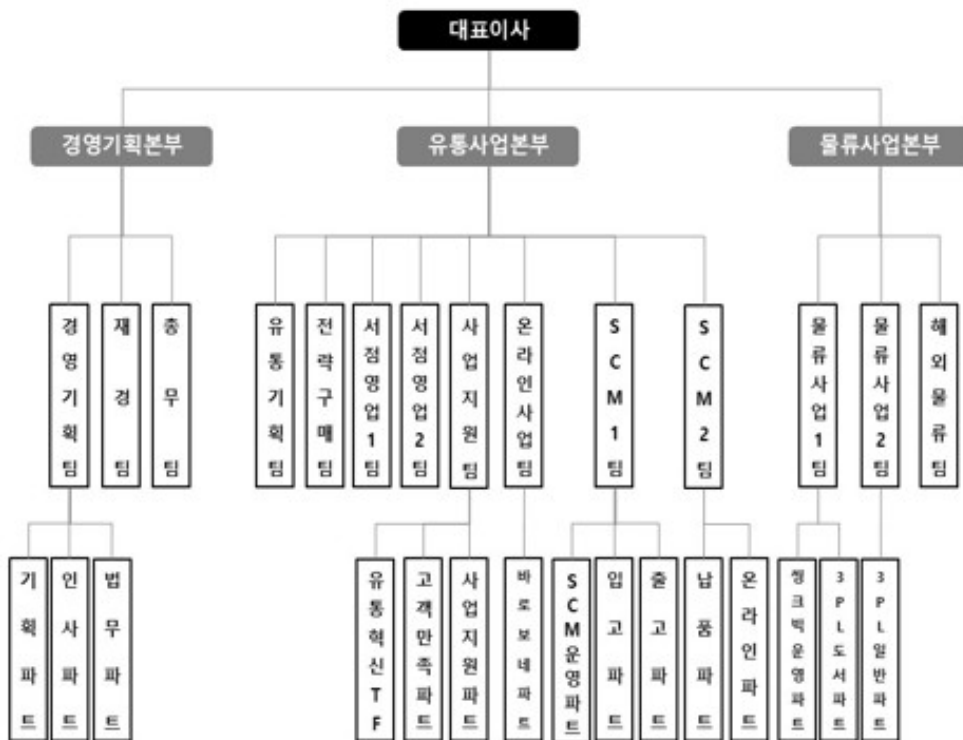 대표이사
경영기획본부
유통사업본부
물류사업본부
경영기획팀
재경팀
총무팀
유통기획팀
전략구매팀
서점영업1팀
서점영업2팀
사업지원팀
온라인사업팀
SCM1팀
SCM2팀
물류사업1팀
물류사업2팀
해외물류팀
기획파트
인사파트
법무파트
유통혁신TF
고객만족파트
사업지원파트
바로보네파트
SCM운영파트
입고파트
출고파트
납품파트
온라인파트
씽크빅운영파트
3PL도서파트
3PL일반파트